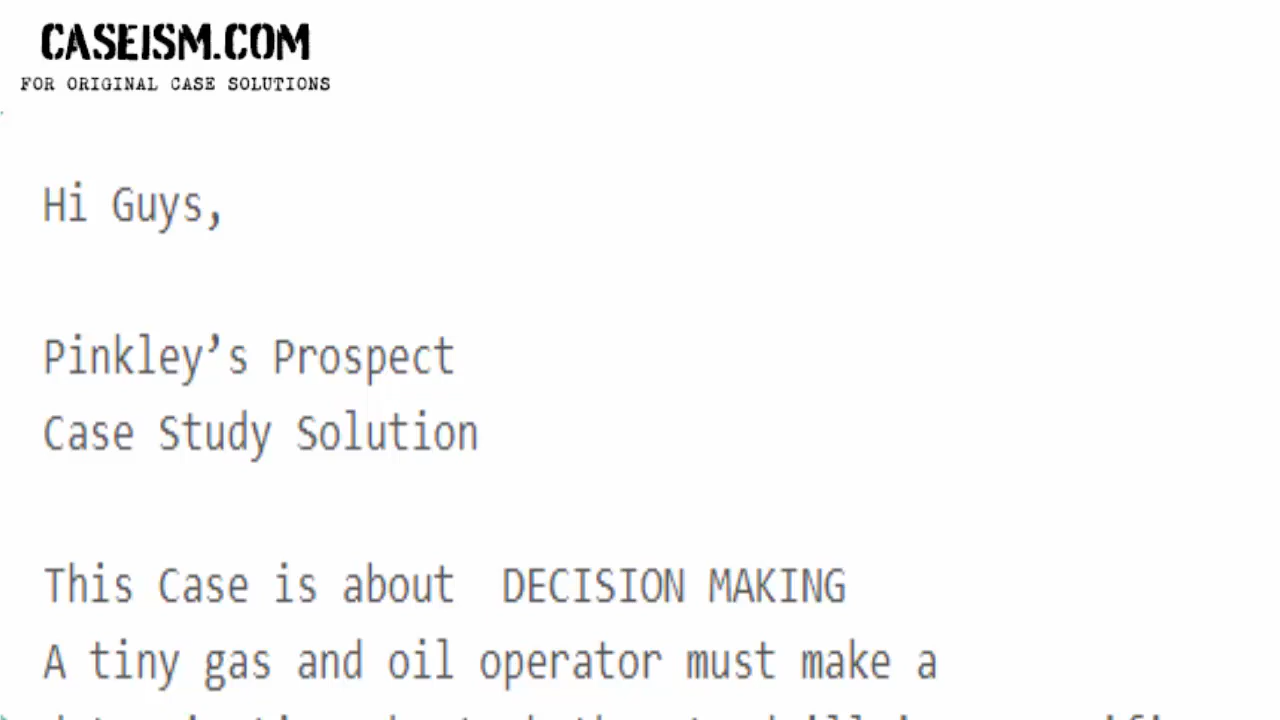 CASEISM.COM
FOR ORIGINAL CASE SOLUTIONS
Hi Guys,
Pinkley’s Prospect
Case Study Solution
This Case is about DECISION MAKING
A tiny gas and oil operator must make a